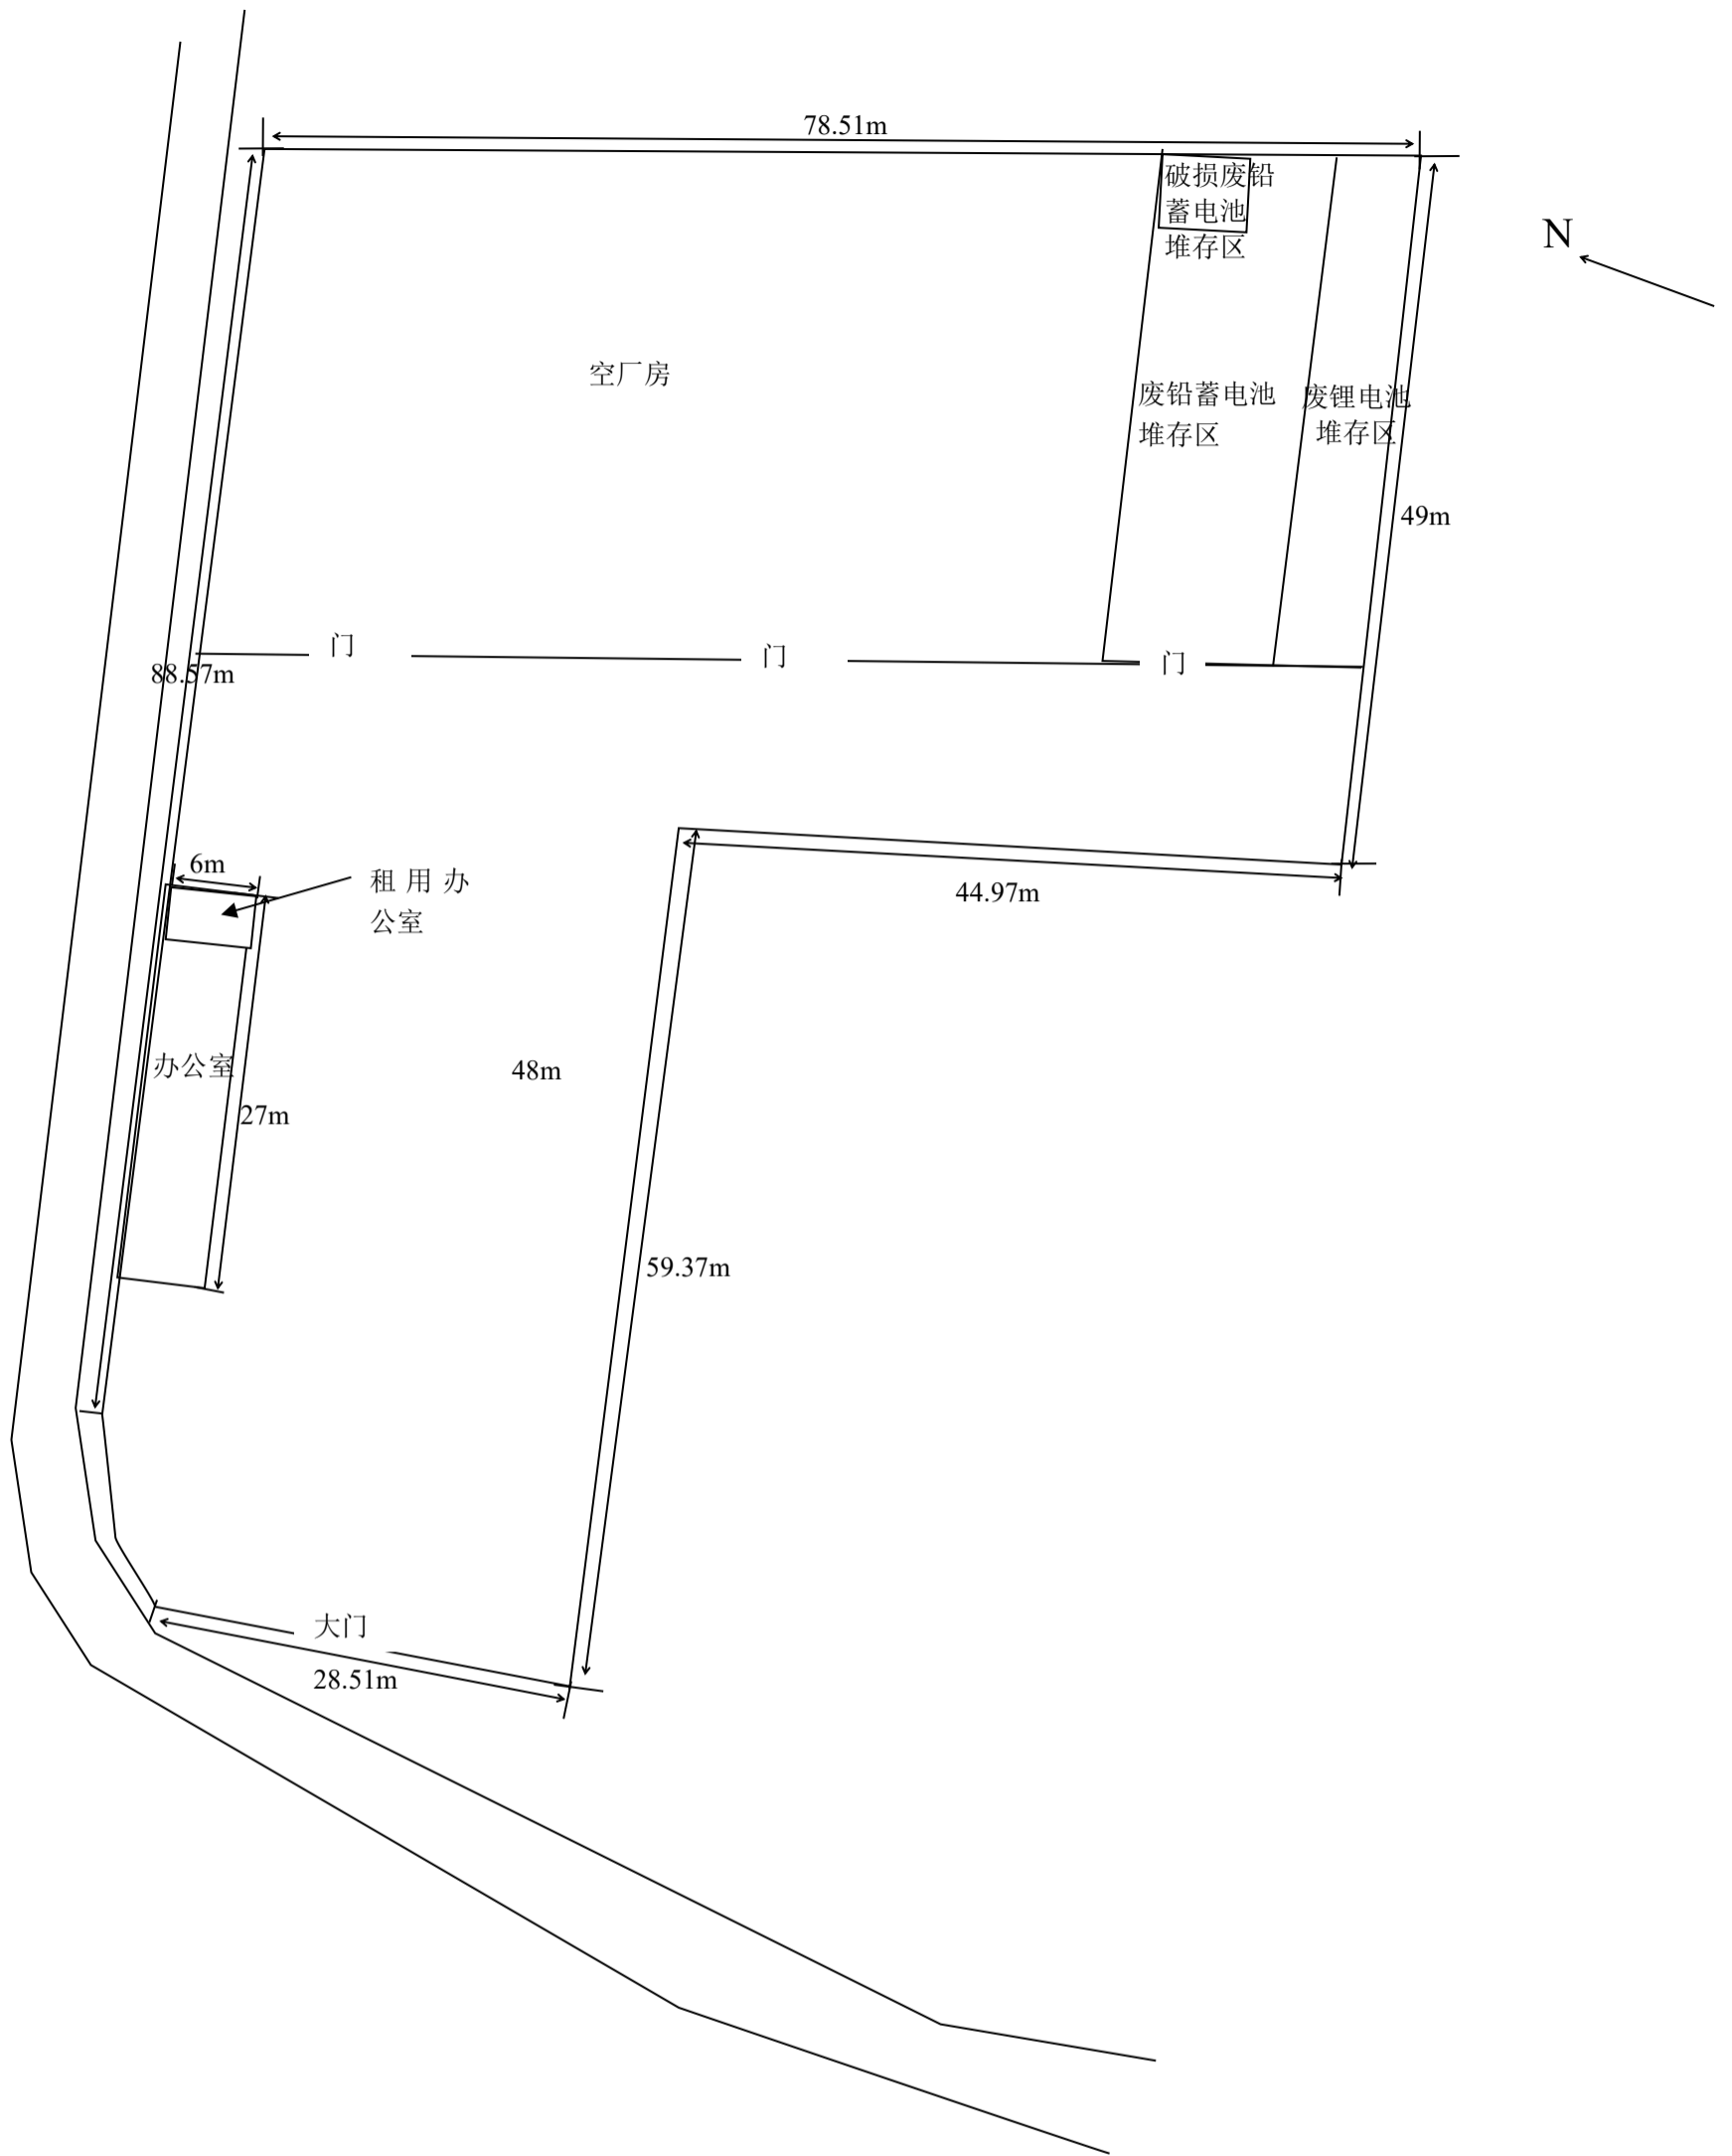 78.51m
破损废铅
蓄电池
堆存区
N
空厂房
废铅蓄电池
堆存区
废锂电池
堆存区
49m
门
门
门
88.57m
6m
租用办
公室
44.97m
办公室
48m
27m
59.37m
大门
28.51m